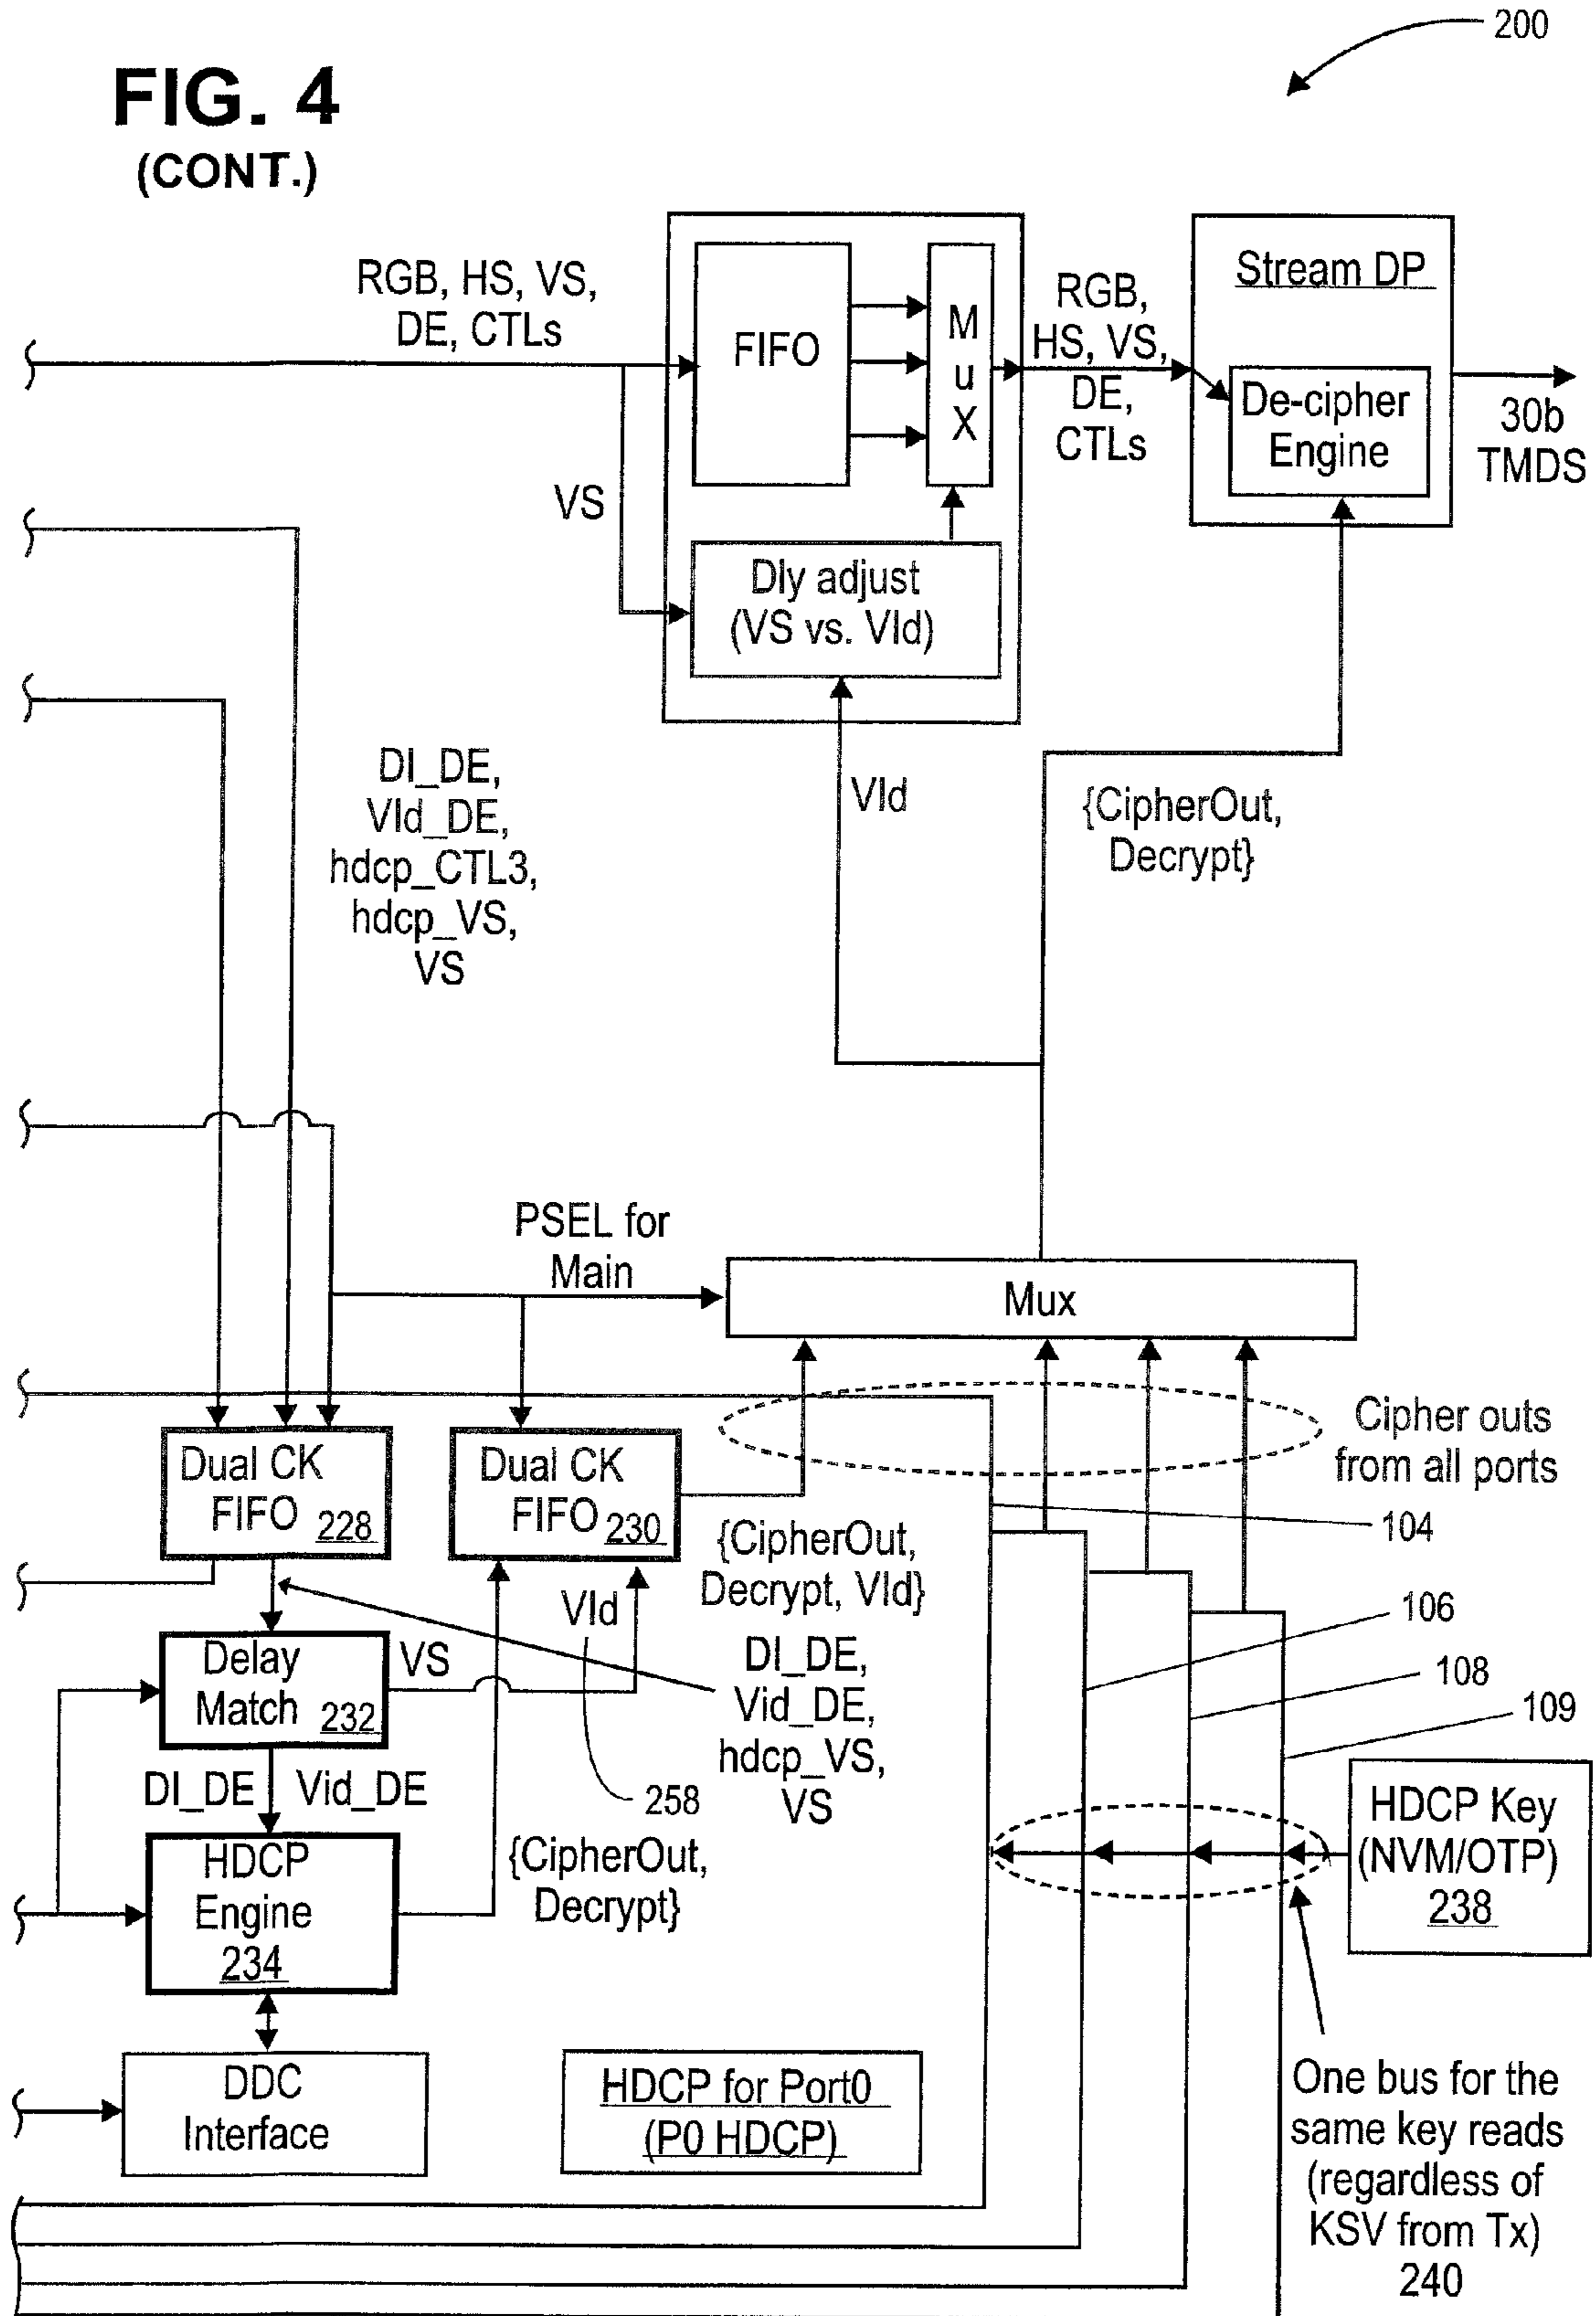 200
FIG. 4
(CONT.)
RGB, HS, VS,
DE, CTLs
VS
FIFO
M
u
X
Dly adjust
(VS vs. Vld)
RGB,
HS, VS,
DE,
CTLs
Stream DP
De-cipher
Engine
30b
TMDS
DI_DE,
Vld_DE,
hdcp_CTL3,
hdcp_VS,
VS
Vld
{CipherOut,
Decrypt}
PSEL for
Main
Mux
Cipher outs
from all ports
Dual CK
FIFO 228
Dual CK
FIFO 230
{CipherOut,
Decrypt, Vld}
104
106
108
109
Delay
Match 232
VS
Vld
258
DI_DE,
Vid_DE,
hdcp_VS,
VS
DI_DE
Vid_DE
HDCP
Engine
234
{CipherOut,
Decrypt}
HDCP Key
(NVM/OTP)
238
DDC
Interface
HDCP for Port0
(P0 HDCP)
One bus for the
same key reads
(regardless of
KSV from Tx)
240